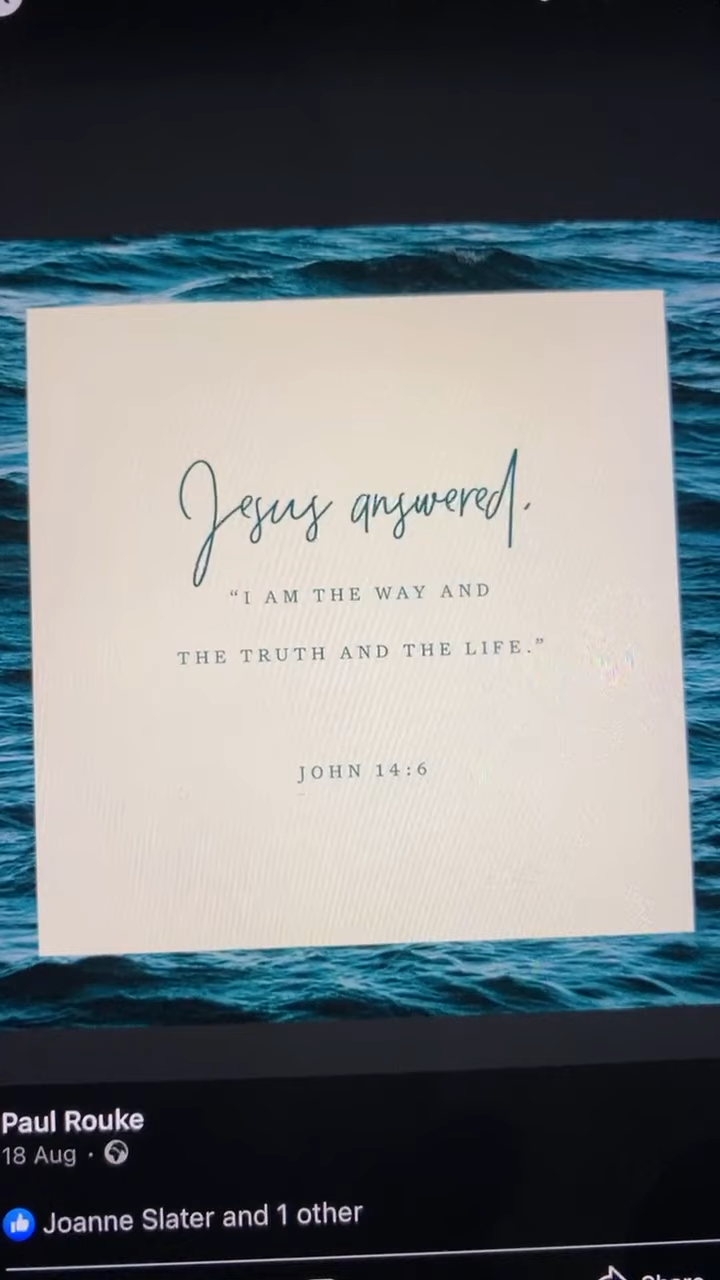 Jesus answered,
“I AM THE WAY AND
THE TRUTH AND THE LIFE.”
JOHN 14:6
Paul Rouke
18 Aug ·
Joanne Slater and 1 other